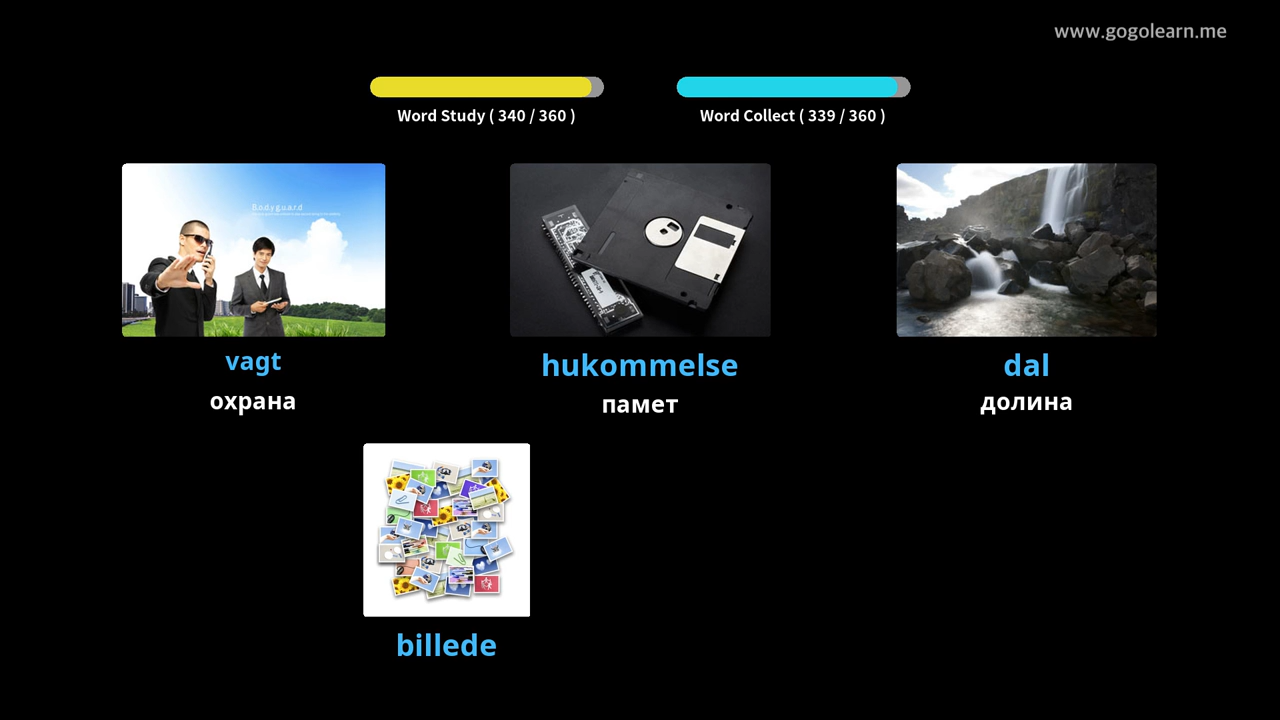 www.gogolearn.me
Word Study ( 340 / 360 )
Word Collect ( 339 / 360 )
Bodyguard
vagt
охрана
hukommelse
памет
dal
долина
billede